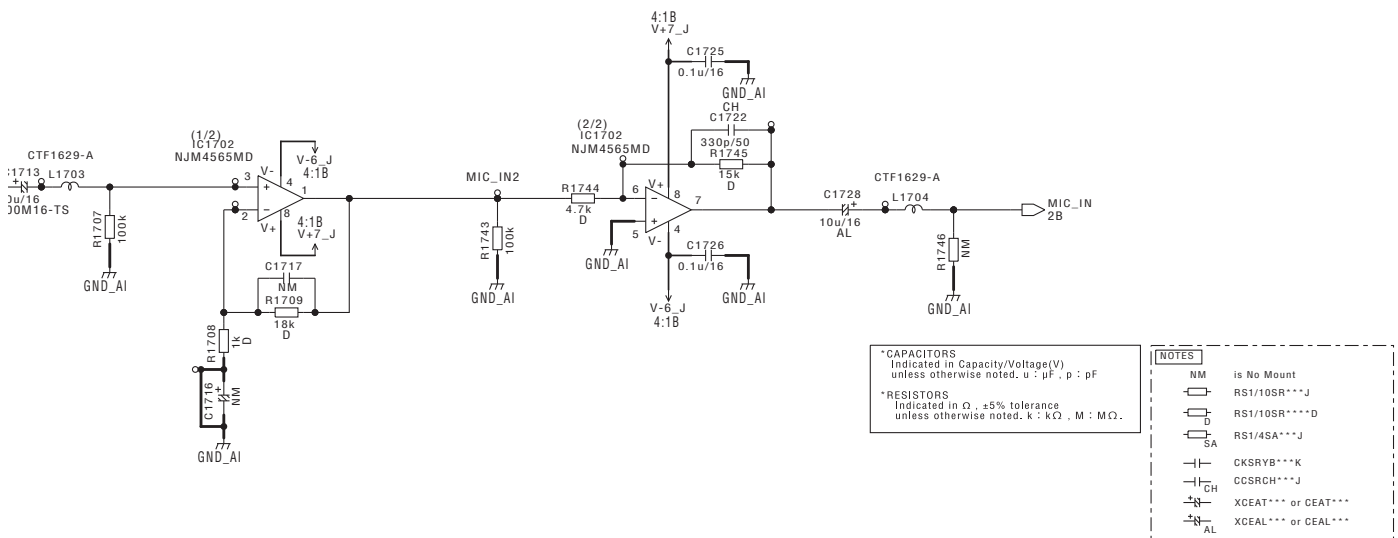 CTF1629-A
L1703
0u/16
00M16-TS
R1707
100k
GND_AI
(1/2)
IC1702
NJM4565MD
V-
3
4
V-6_J
4:1B
+
1
−
2
8
V+
4:1B
V+7_J
C1717
NM
R1709
18k
D
R1708
1k
D
+
C1716
NM
GND_AI
MIC_IN2
R1743
100k
GND_AI
R1744
4.7k
D
(2/2)
IC1702
NJM4565MD
4:1B
V+7_J
C1725
0.1u/16
GND_AI
CH
C1722
330p/50
R1745
15k
D
V+
6
8
−
7
+
5
4
V-
GND_AI
C1726
0.1u/16
GND_AI
V-6_J
4:1B
C1728
+
10u/16
AL
CTF1629-A
L1704
R1746
NM
GND_AI
MIC_IN
2B
*CAPACITORS
Indicated in Capacity/Voltage(V)
unless otherwise noted. u : µF , p : pF
*RESISTORS
Indicated in Ω , ±5% tolerance
unless otherwise noted. k : kΩ , M : MΩ.
NOTES
NM is No Mount
RS1/10SR***J
D RS1/10SR****D
SA RS1/4SA***J
CKSRYB***K
CH CCSRCH***J
+ XCEAT*** or CEAT***
+ AL XCEAL*** or CEAL***